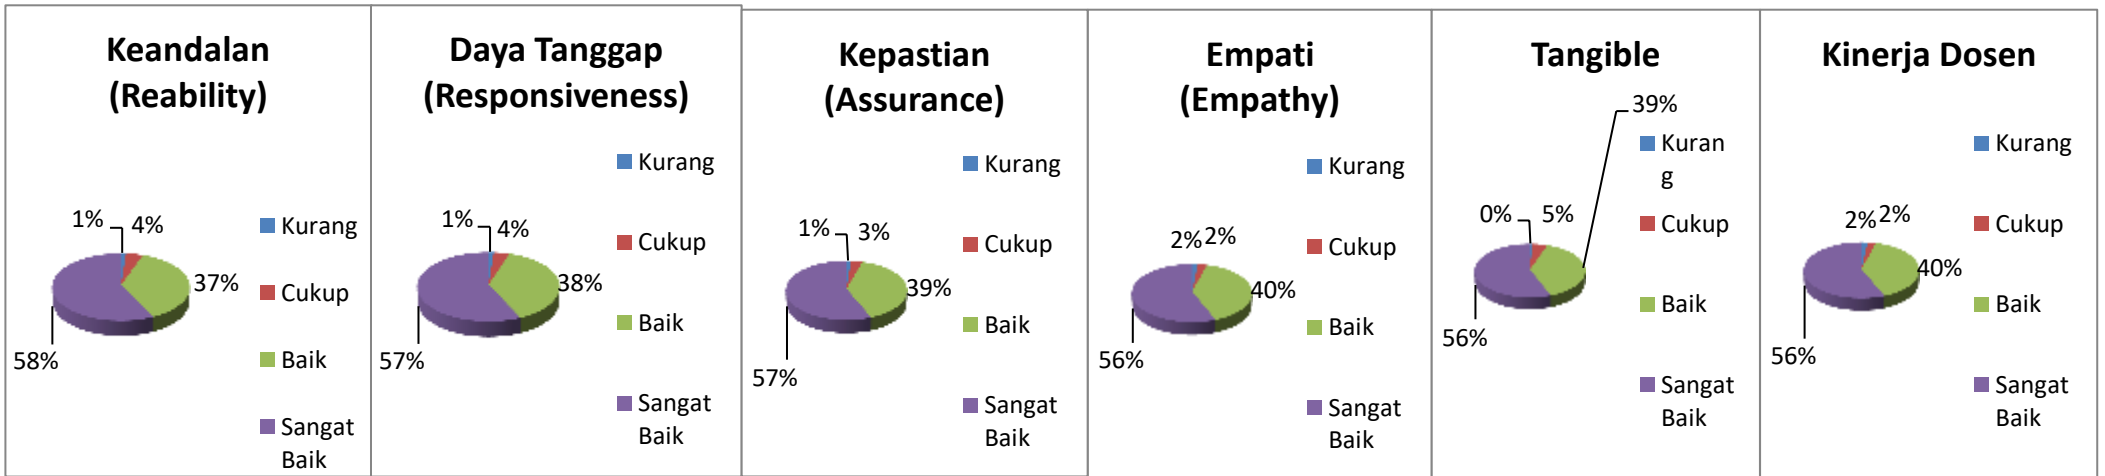 Keandalan
(Reability)
1%
4%
37%
58%
Kurang
Cukup
Baik
Sangat
Baik
Daya Tanggap
(Responsiveness)
1%
4%
38%
57%
Kurang
Cukup
Baik
Sangat
Baik
Kepastian
(Assurance)
1%
3%
39%
57%
Kurang
Cukup
Baik
Sangat
Baik
Empati
(Empathy)
2%
2%
40%
56%
Kurang
Cukup
Baik
Sangat
Baik
Tangible
0%
5%
39%
56%
Kuran
g
Cukup
Baik
Sangat
Baik
Kinerja Dosen
2%
2%
40%
56%
Kurang
Cukup
Baik
Sangat
Baik